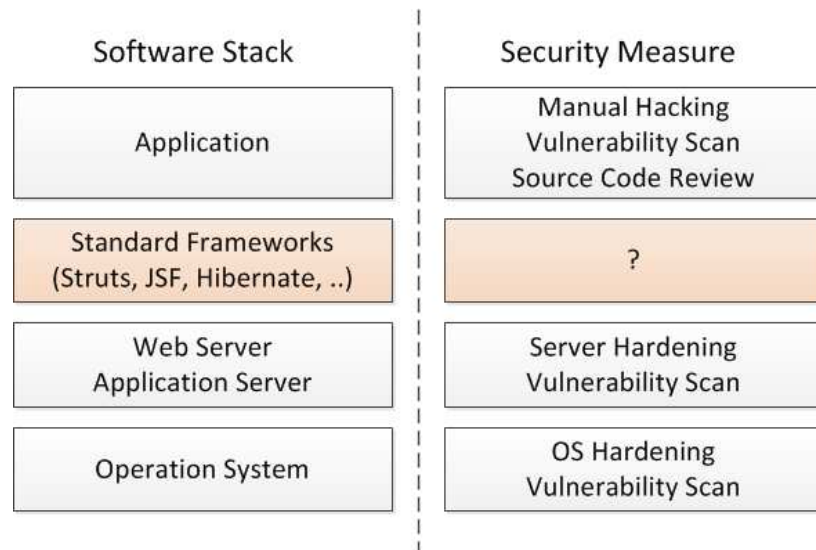 Software Stack
Security Measure
Application
Manual Hacking
Vulnerability Scan
Source Code Review
Standard Frameworks
(Struts, JSF, Hibernate, ..)
?
Web Server
Application Server
Server Hardening
Vulnerability Scan
Operation System
OS Hardening
Vulnerability Scan